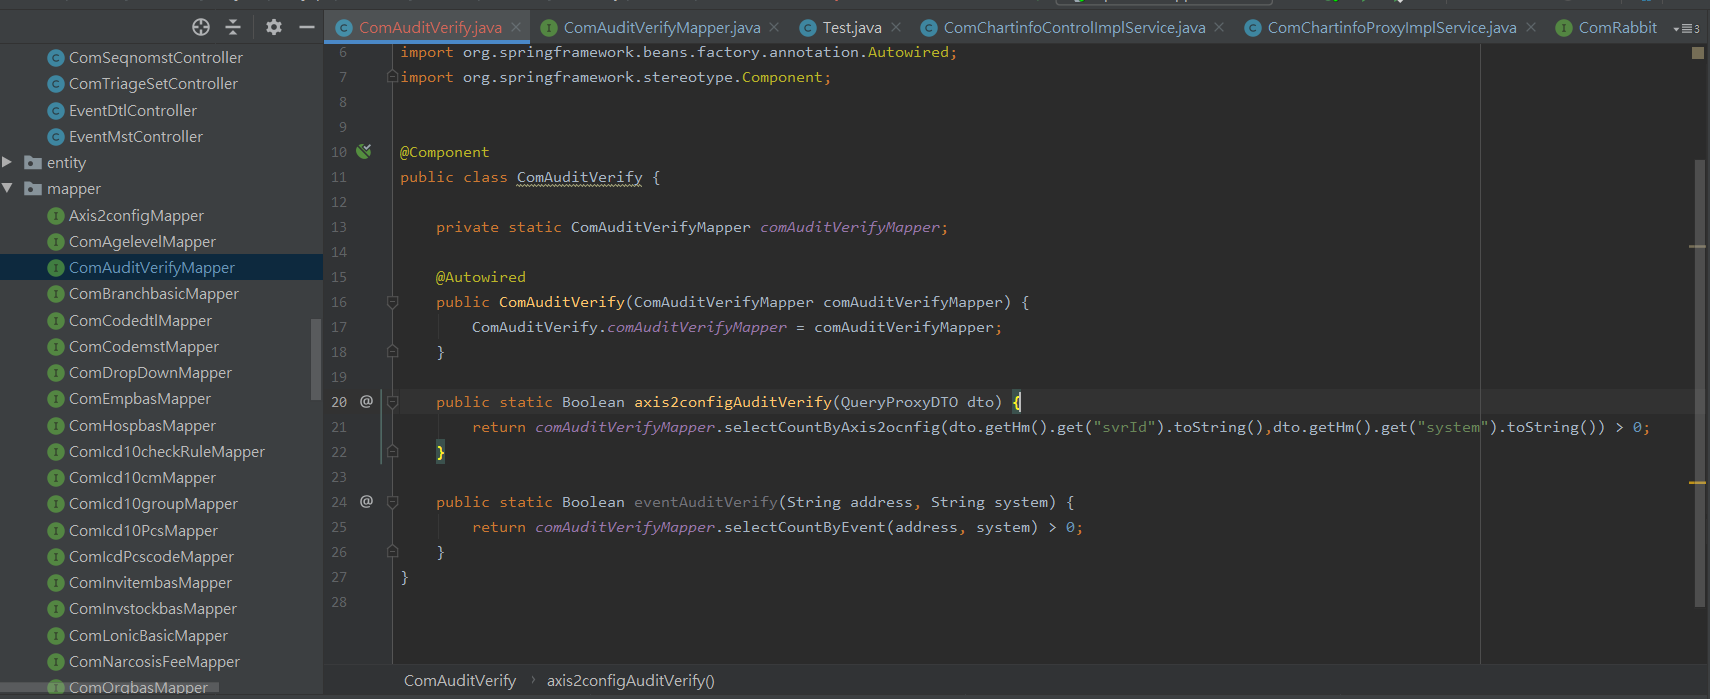 ComAuditVerify.java
ComAuditVerifyMapper.java
Test.java
ComChartinfoControlImplService.java
ComChartinfoProxyImplService.java
ComRabbit
3
ComSeqnomstController
ComTriageSetController
EventDtlController
EventMstController
entity
mapper
Axis2configMapper
ComAgelevelMapper
ComAuditVerifyMapper
ComBranchbasicMapper
ComCodedtlMapper
ComCodemstMapper
ComDropDownMapper
ComEmpbasMapper
ComHospbasMapper
ComIcd10checkRuleMapper
ComIcd10cmMapper
ComIcd10groupMapper
ComIcd10PcsMapper
ComIcdPcscodeMapper
ComInvitembasMapper
ComInvstockbasMapper
ComLonicBasicMapper
ComNarcosisFeeMapper
ComOrgbasMapper
6 import org.springframework.beans.factory.annotation.Autowired;
7 import org.springframework.stereotype.Component;
8
9
10 @Component
11 public class ComAuditVerify {
12
13 private static ComAuditVerifyMapper comAuditVerifyMapper;
14
15 @Autowired
16 public ComAuditVerify(ComAuditVerifyMapper comAuditVerifyMapper) {
17 ComAuditVerify.comAuditVerifyMapper = comAuditVerifyMapper;
18 }
19
20 @ public static Boolean axis2configAuditVerify(QueryProxyDTO dto) {
21 return comAuditVerifyMapper.selectCountByAxis2ocnfig(dto.getHm().get("svrId").toString(),dto.getHm().get("system").toString()) > 0;
22 }
23
24 @ public static Boolean eventAuditVerify(String address, String system) {
25 return comAuditVerifyMapper.selectCountByEvent(address, system) > 0;
26 }
27 }
28
ComAuditVerify › axis2configAuditVerify()